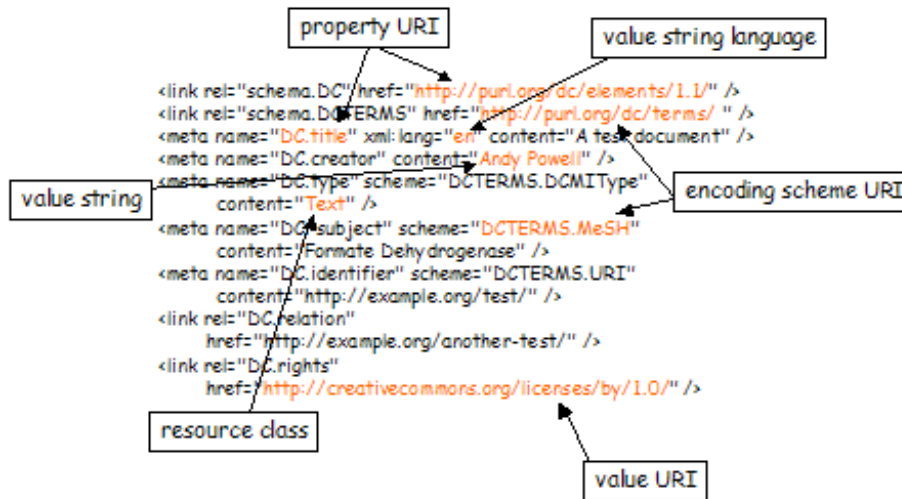 property URI
value string language
<link rel="schema.DC" href="http://purl.org/dc/elements/1.1/" />
<link rel="schema.DCTERMS" href="http://purl.org/dc/terms/ " />
<meta name="DC.title" xml:lang="en" content="A test document" />
<meta name="DC.creator" content="Andy Powell" />
<meta name="DC.type" scheme="DCTERMS.DCMIType"
content="Text" />
value string
encoding scheme URI
<meta name="DC.subject" scheme="DCTERMS.MeSH"
content="Formate Dehydrogenase" />
<meta name="DC.identifier" scheme="DCTERMS.URI"
content="http://example.org/test/" />
<link rel="DC.relation"
href="http://example.org/another-test/" />
<link rel="DC.rights"
href="http://creativecommons.org/licenses/by/1.0/" />
resource class
value URI